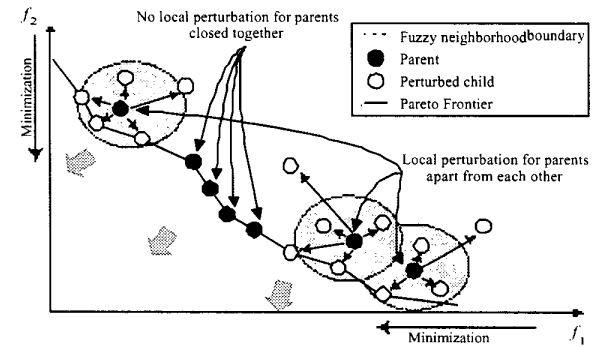 f2
No local perturbation for parents
closed together
Fuzzy neighborhood boundary
Parent
Perturbed child
Pareto Frontier
Minimization
Local perturbation for parents
apart from each other
Minimization
f1